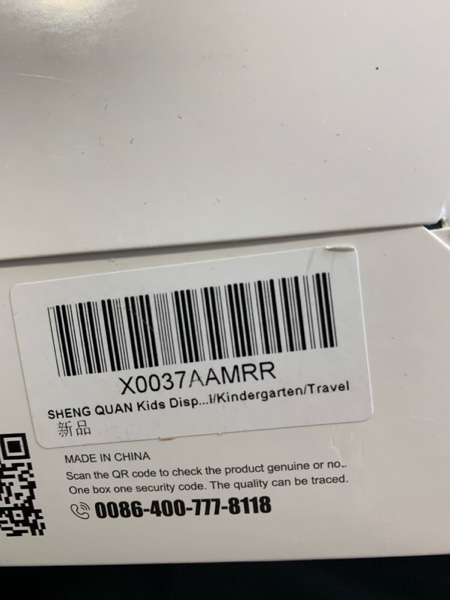 X0037AAMRR
SHENG QUAN Kids Disp...l/Kindergarten/Travel
新品
MADE IN CHINA
Scan the QR code to check the product genuine or no..
One box one security code. The quality can be traced.
0086-400-777-8118